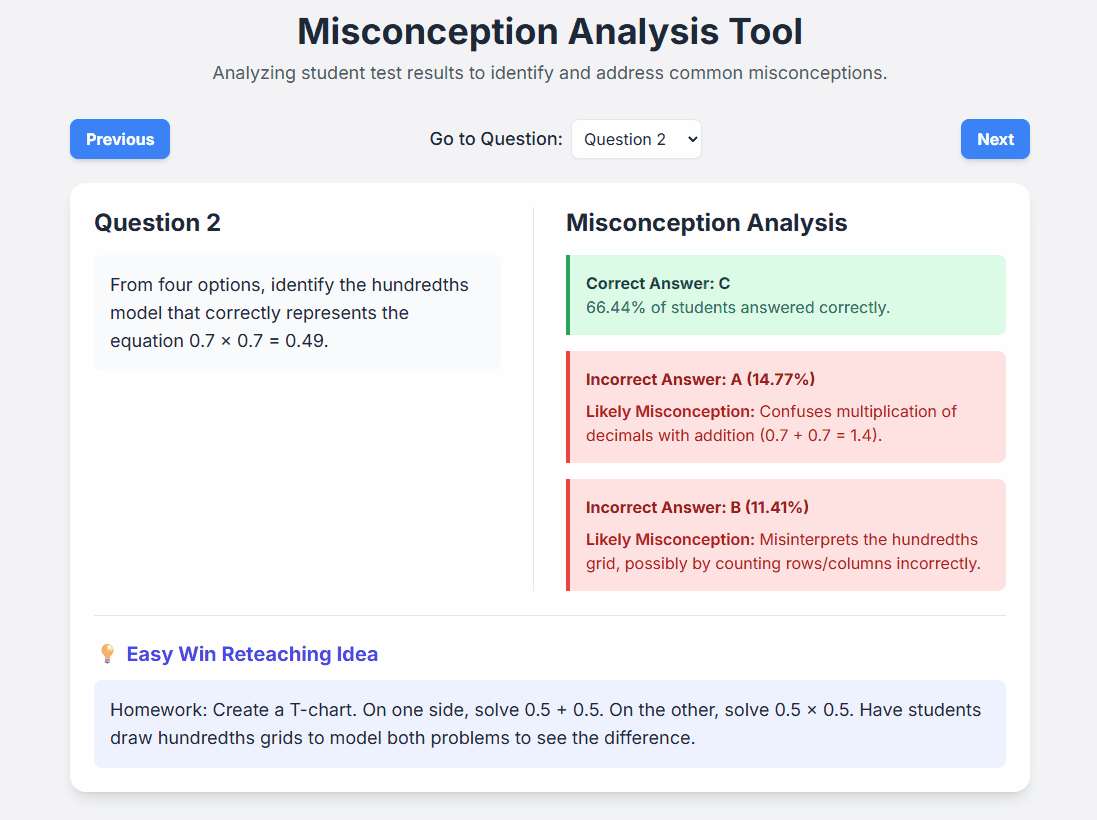 Misconception Analysis Tool
Analyzing student test results to identify and address common misconceptions.
Previous
Go to Question:
Question 2
Next
Question 2
From four options, identify the hundredths
model that correctly represents the
equation 0.7 × 0.7 = 0.49.
Misconception Analysis
Correct Answer: C
66.44% of students answered correctly.
Incorrect Answer: A (14.77%)
Likely Misconception: Confuses multiplication of
decimals with addition (0.7 + 0.7 = 1.4).
Incorrect Answer: B (11.41%)
Likely Misconception: Misinterprets the hundredths
grid, possibly by counting rows/columns incorrectly.
Easy Win Reteaching Idea
Homework: Create a T-chart. On one side, solve 0.5 + 0.5. On the other, solve 0.5 × 0.5. Have students
draw hundredths grids to model both problems to see the difference.